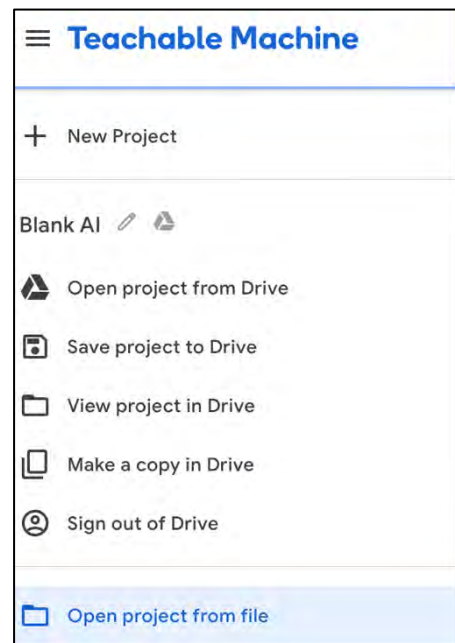 Teachable Machine
New Project
Blank AI
Open project from Drive
Save project to Drive
View project in Drive
Make a copy in Drive
Sign out of Drive
Open project from file